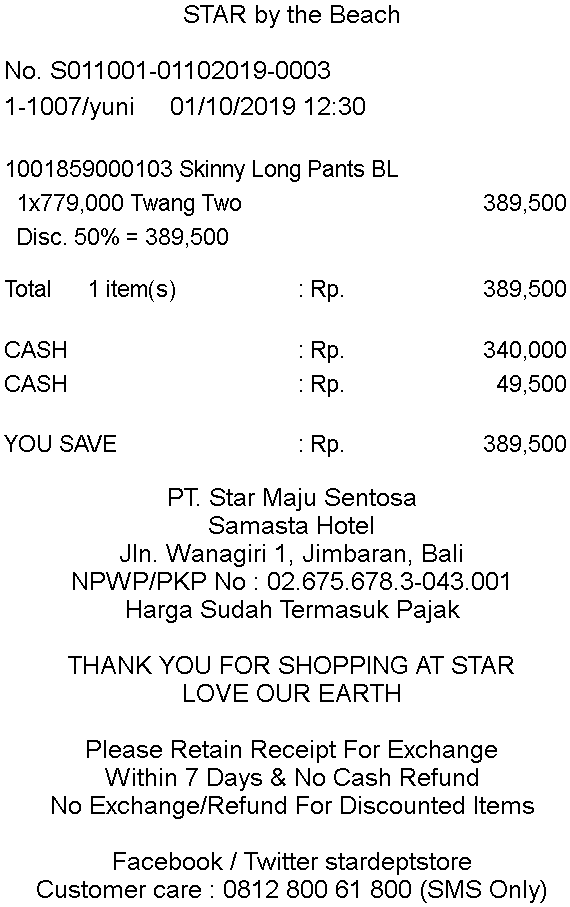 STAR by the Beach
No. S011001-01102019-0003
1-1007/yuni 01/10/2019 12:30
1001859000103 Skinny Long Pants BL
1x779,000 Twang Two 389,500
Disc. 50% = 389,500
Total 1 item(s) : Rp. 389,500
CASH : Rp. 340,000
CASH : Rp. 49,500
YOU SAVE : Rp. 389,500
PT. Star Maju Sentosa
Samasta Hotel
Jln. Wanagiri 1, Jimbaran, Bali
NPWP/PKP No : 02.675.678.3-043.001
Harga Sudah Termasuk Pajak
THANK YOU FOR SHOPPING AT STAR
LOVE OUR EARTH
Please Retain Receipt For Exchange
Within 7 Days & No Cash Refund
No Exchange/Refund For Discounted Items
Facebook / Twitter stardeptstore
Customer care : 0812 800 61 800 (SMS Only)